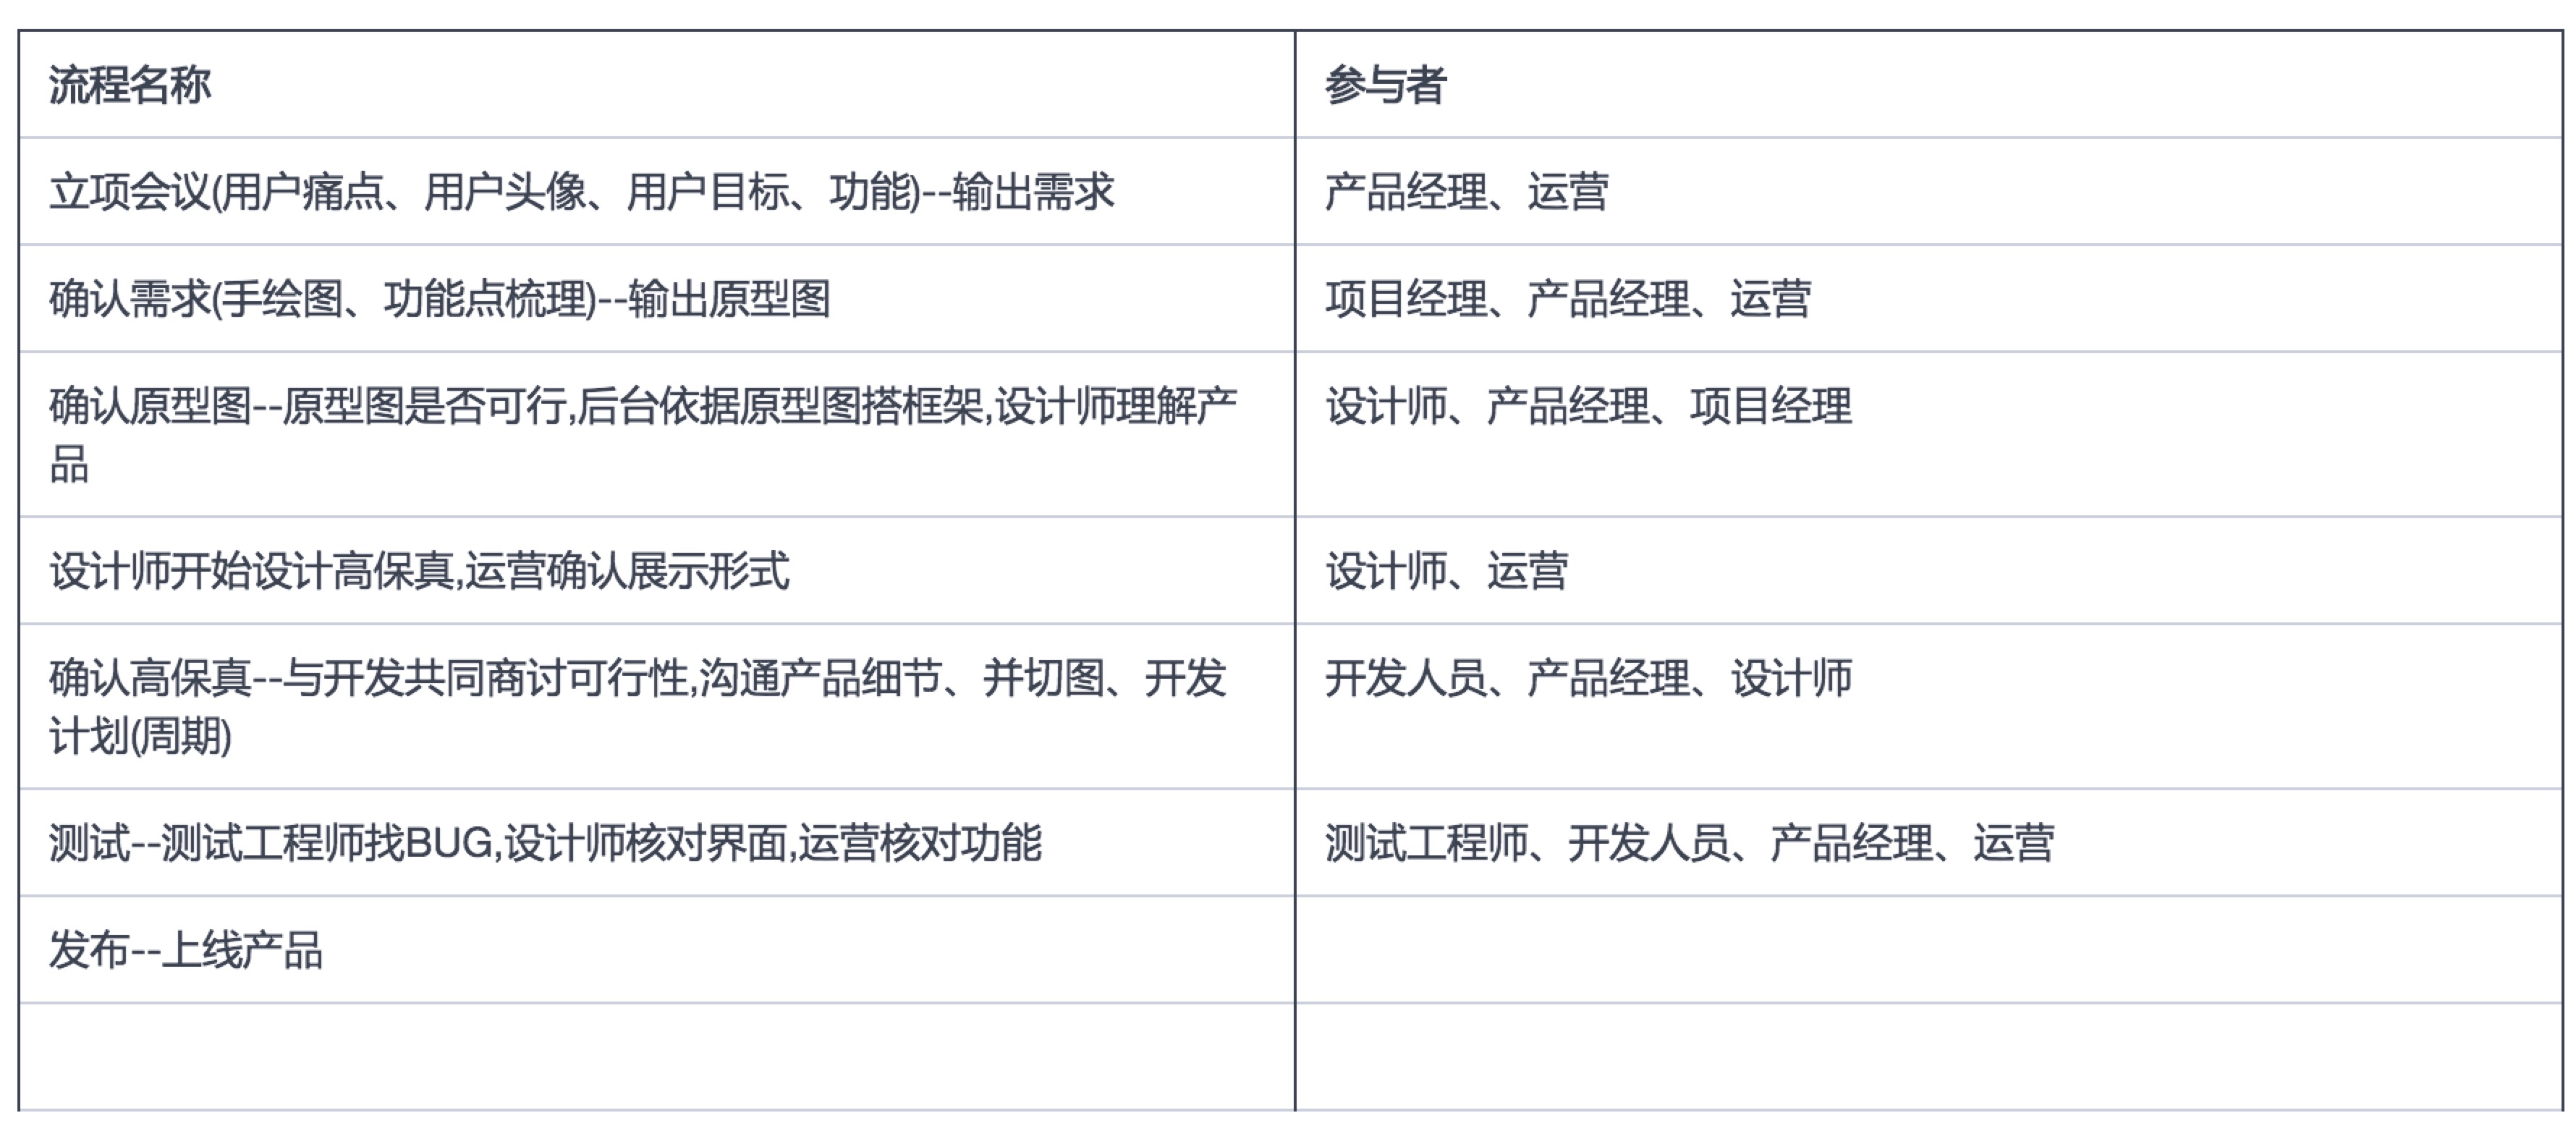 流程名称
参与者
立项会议(用户痛点、用户头像、用户目标、功能)--输出需求
产品经理、运营
确认需求(手绘图、功能点梳理)--输出原型图
项目经理、产品经理、运营
确认原型图--原型图是否可行,后台依据原型图搭框架,设计师理解产
品
设计师、产品经理、项目经理
设计师开始设计高保真,运营确认展示形式
设计师、运营
确认高保真--与开发共同商讨可行性,沟通产品细节、并切图、开发
计划(周期)
开发人员、产品经理、设计师
测试--测试工程师找BUG,设计师核对界面,运营核对功能
测试工程师、开发人员、产品经理、运营
发布--上线产品